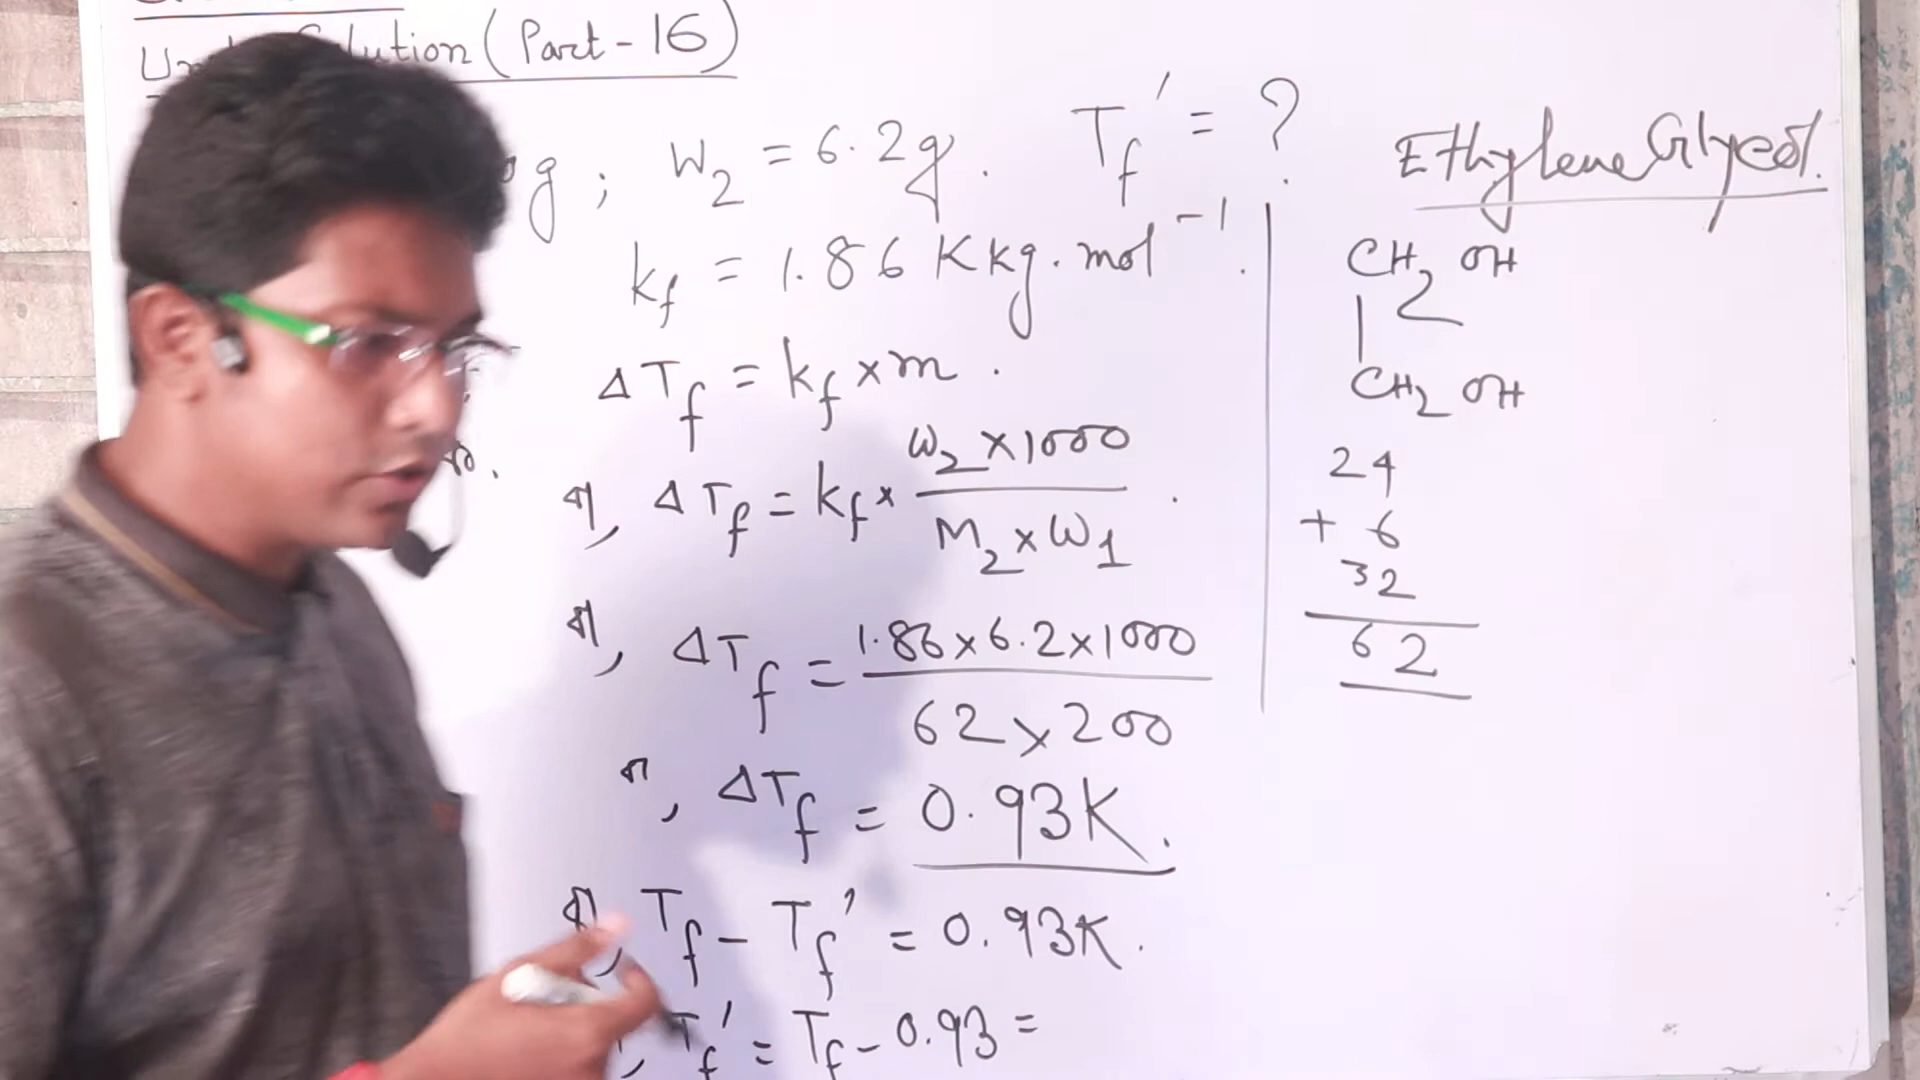 Solution (Part - 16)
g ; W₂ = 6.2g. T_f' = ?
k_f = 1.86 K kg. mol⁻¹.
ΔT_f = k_f × m.
वा, ΔT_f = k_f × (W₂ × 1000) / (M₂ × W₁)
वा, ΔT_f = (1.86 × 6.2 × 1000) / (62 × 200)
वा, ΔT_f = 0.93K.
वा, T_f - T_f' = 0.93K.
T_f' = T_f - 0.93 =
Ethylene Glycol.
CH₂ OH
|
CH₂ OH
24
+ 6
32
62